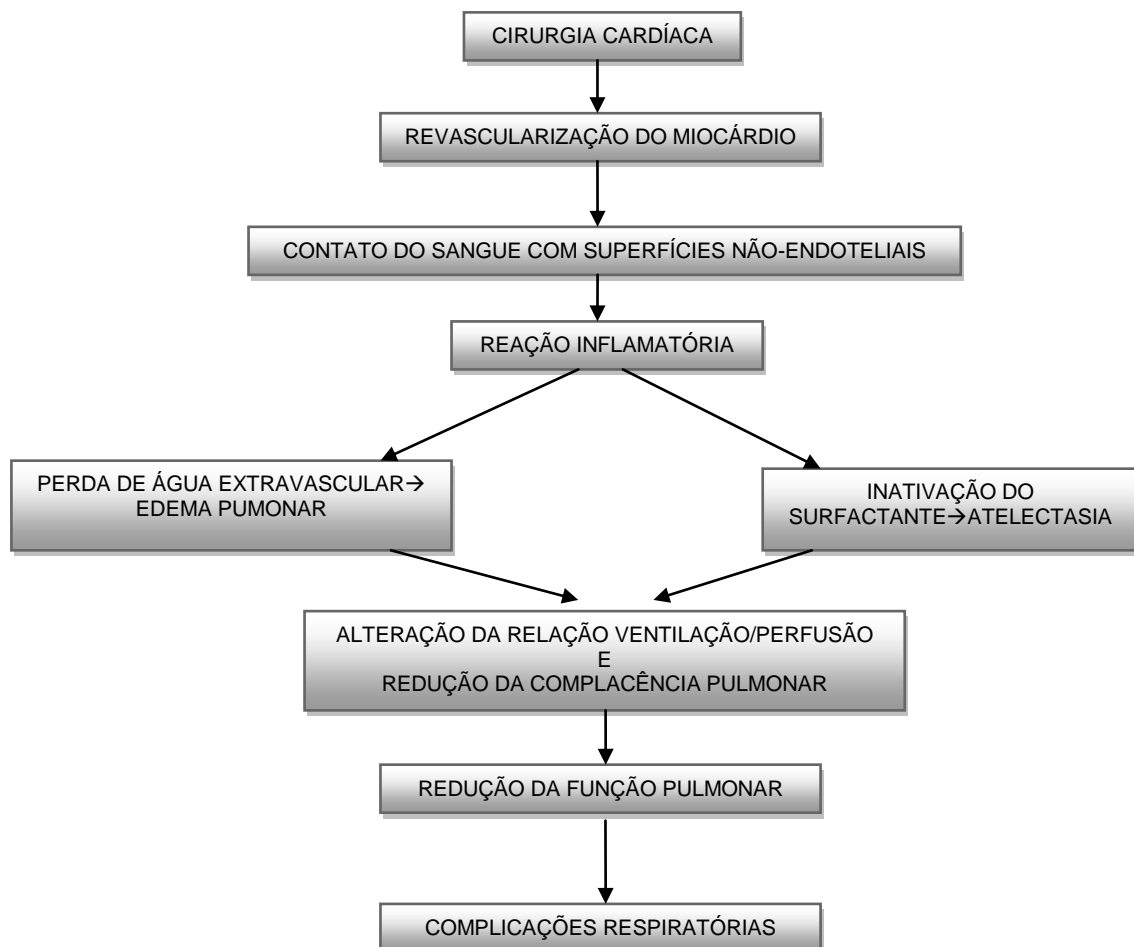 CIRURGIA CARDÍACA
REVASCULARIZAÇÃO DO MIOCÁRDIO
CONTATO DO SANGUE COM SUPERFÍCIES NÃO-ENDOTELIAIS
REAÇÃO INFLAMATÓRIA
PERDA DE ÁGUA EXTRAVASCULAR→
EDEMA PUMONAR
INATIVAÇÃO DO
SURFACTANTE→ATELECTASIA
ALTERAÇÃO DA RELAÇÃO VENTILAÇÃO/PERFUSÃO
E
REDUÇÃO DA COMPLACÊNCIA PULMONAR
REDUÇÃO DA FUNÇÃO PULMONAR
COMPLICAÇÕES RESPIRATÓRIAS